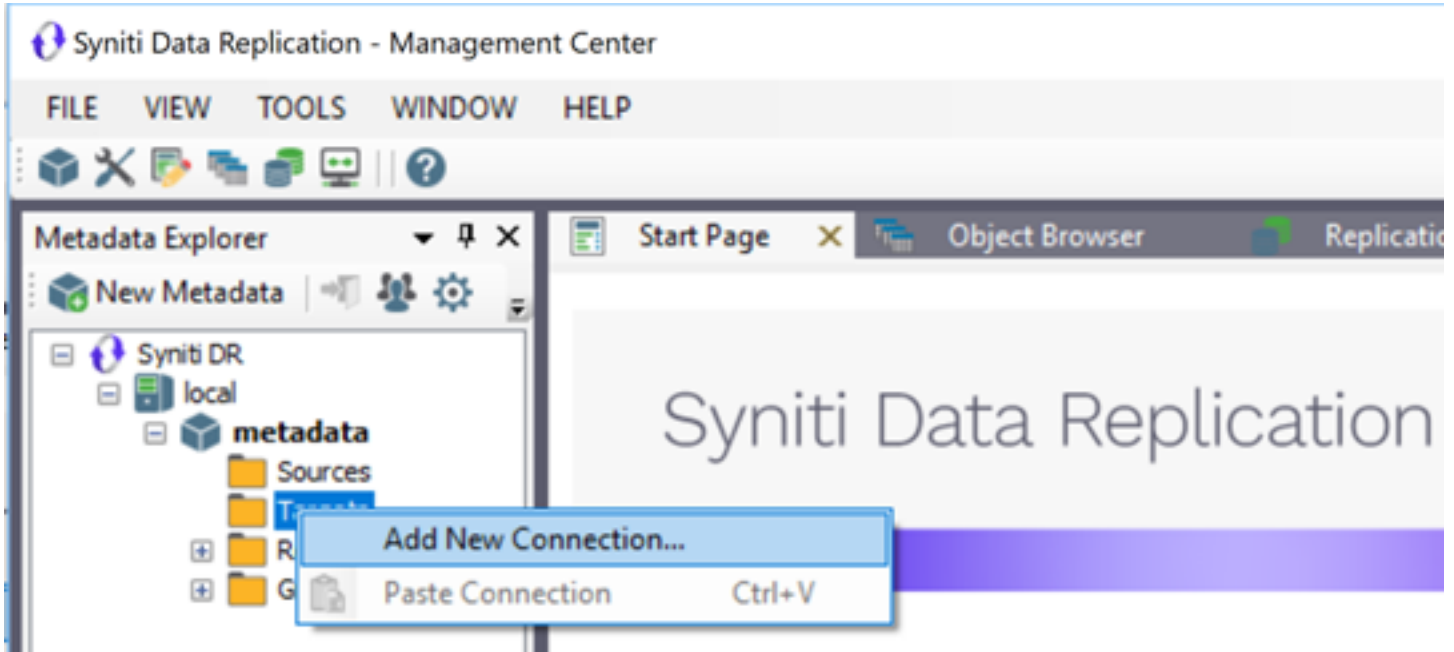 Syniti Data Replication - Management Center
FILE VIEW TOOLS WINDOW HELP
Metadata Explorer
Start Page
Object Browser
Replicatio
New Metadata
Syniti DR
local
metadata
Sources
Syniti Data Replication
Add New Connection...
R
G
Paste Connection Ctrl+V